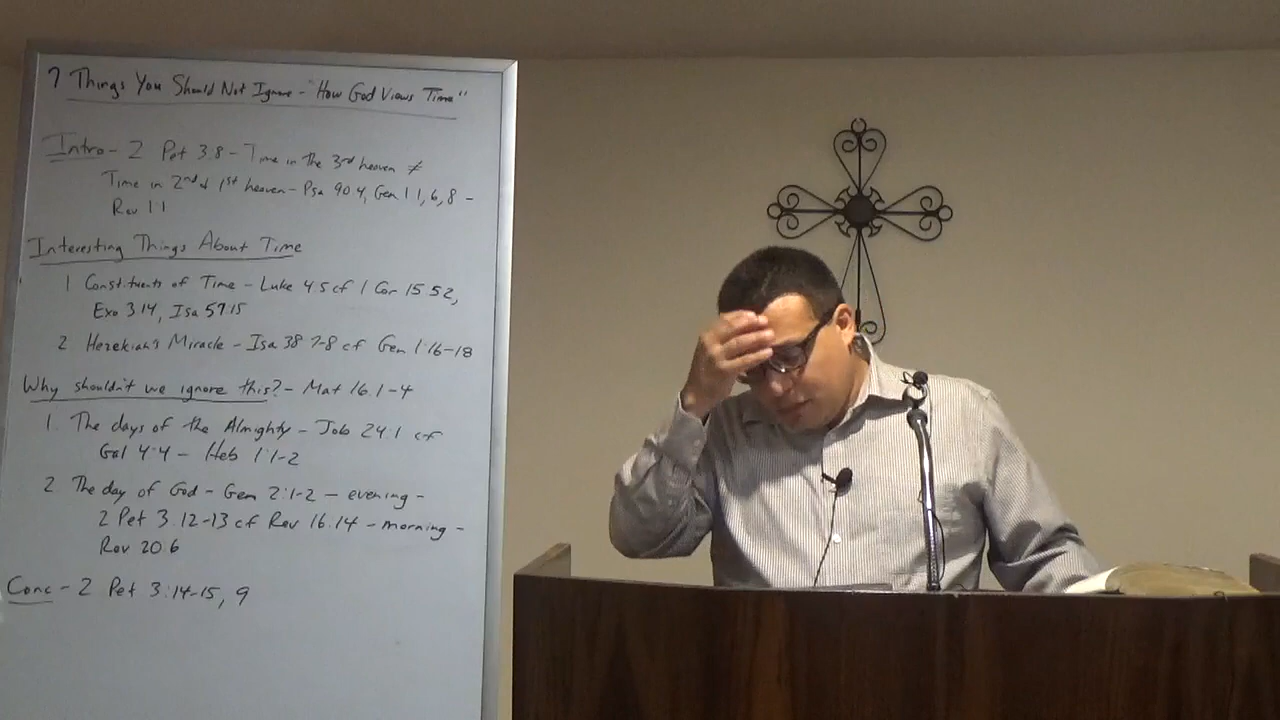 7 Things You Should Not Ignore - "How God Views Time"
Intro - 2 Pet 3:8 - Time in the 3rd heaven ≠
Time in 2nd & 1st heaven - Psa 90:4, Gen 1:1, 6, 8 -
Rev 1:1
Interesting Things About Time
1 Constituents of Time - Luke 4:5 cf 1 Cor 15:52,
Exo 3:14, Isa 57:15
2 Hezekiah's Miracle - Isa 38:7-8 cf Gen 1:16-18
Why shouldn't we ignore this? - Mat 16:1-4
1. The days of the Almighty - Job 24:1 cf
Gal 4:4 - Heb 1:1-2
2. The day of God - Gen 2:1-2 - evening -
2 Pet 3:12-13 cf Rev 16:14 - morning -
Rev 20:6
Conc - 2 Pet 3:14-15, 9